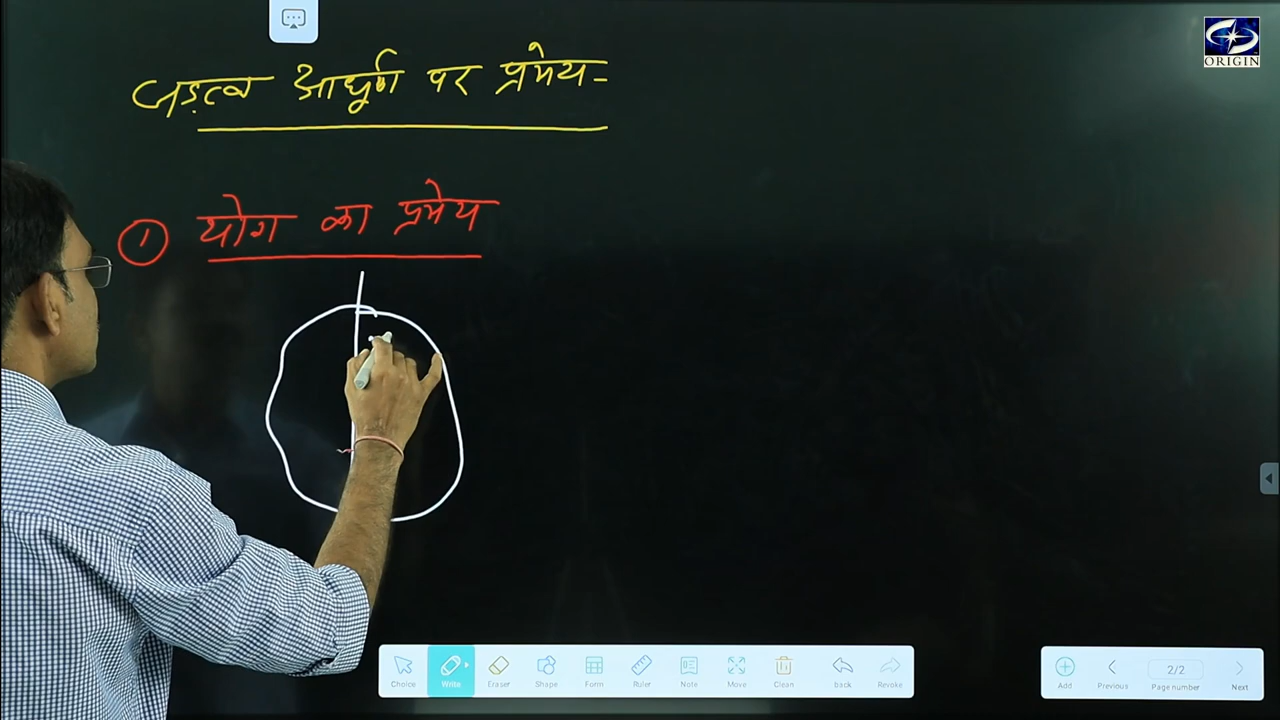 जड़त्व आघूर्ण पर प्रमेय-
① योग का प्रमेय
ORIGIN
Choice
Write
Eraser
Shape
Form
Ruler
Note
Move
Clean
back
Revoke
Add
Previous
2/2
Page number
Next